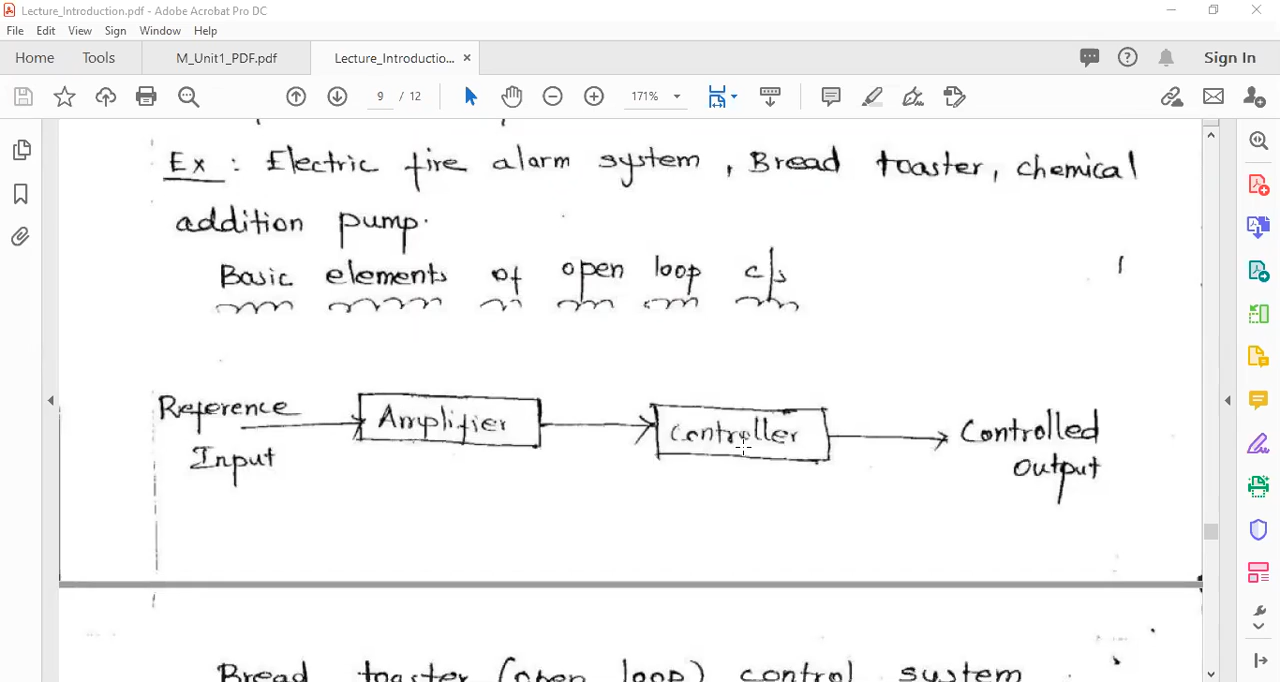 Lecture_Introduction.pdf - Adobe Acrobat Pro DC
File Edit View Sign Window Help
Home Tools M_Unit1_PDF.pdf Lecture_Introductio... ×
9 / 12 171% Sign In
Ex : Electric fire alarm system , Bread toaster, chemical
addition pump.
Basic elements of open loop c/s
Reference Input
Amplifier
Controller
Controlled Output
Bread toaster (open loop) control system